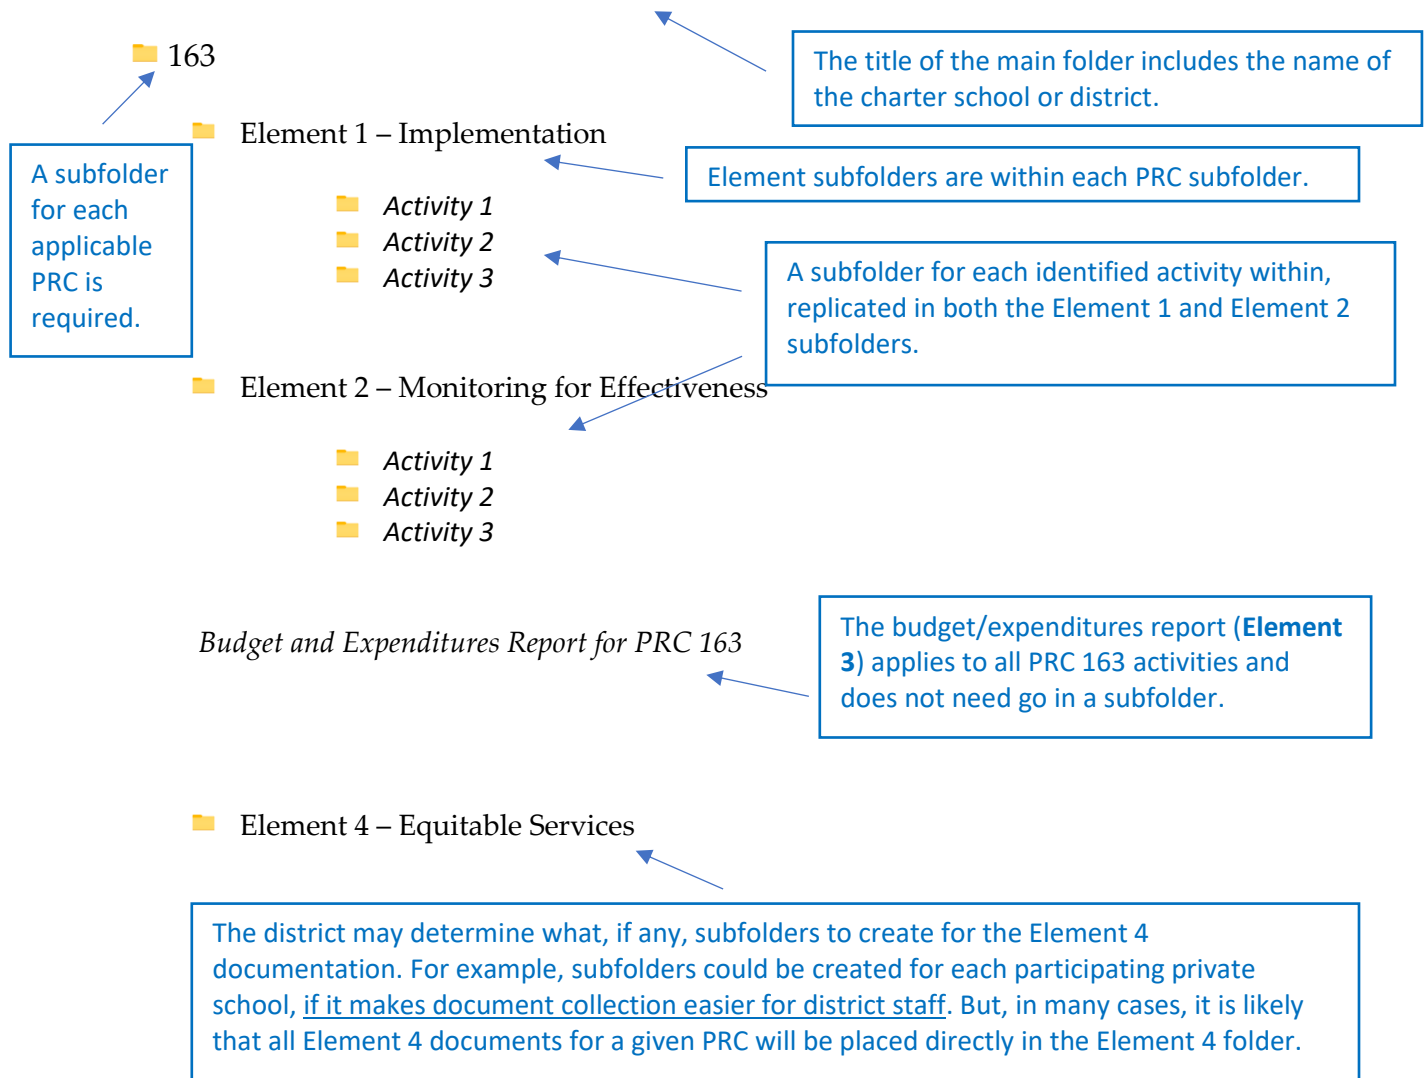 163
The title of the main folder includes the name of
the charter school or district.
Element 1 – Implementation
A subfolder
for each
applicable
PRC is
required.
Element subfolders are within each PRC subfolder.
Activity 1
Activity 2
Activity 3
A subfolder for each identified activity within,
replicated in both the Element 1 and Element 2
subfolders.
Element 2 – Monitoring for Effectiveness
Activity 1
Activity 2
Activity 3
Budget and Expenditures Report for PRC 163
The budget/expenditures report (Element
3) applies to all PRC 163 activities and
does not need go in a subfolder.
Element 4 – Equitable Services
The district may determine what, if any, subfolders to create for the Element 4
documentation. For example, subfolders could be created for each participating private
school, if it makes document collection easier for district staff. But, in many cases, it is likely
that all Element 4 documents for a given PRC will be placed directly in the Element 4 folder.